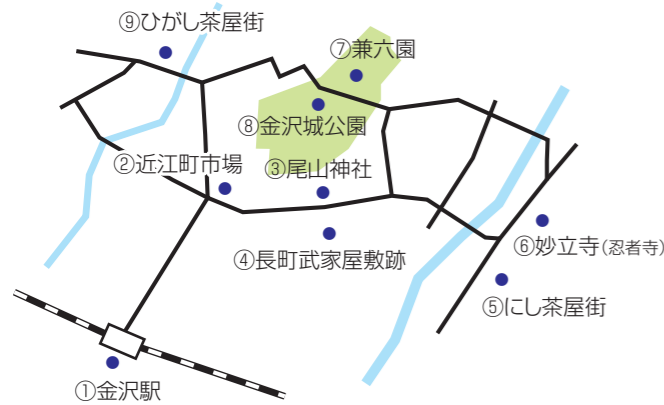 ⑨ひがし茶屋街
⑦兼六園
⑧金沢城公園
②近江町市場
③尾山神社
④長町武家屋敷跡
⑥妙立寺(忍者寺)
⑤にし茶屋街
①金沢駅